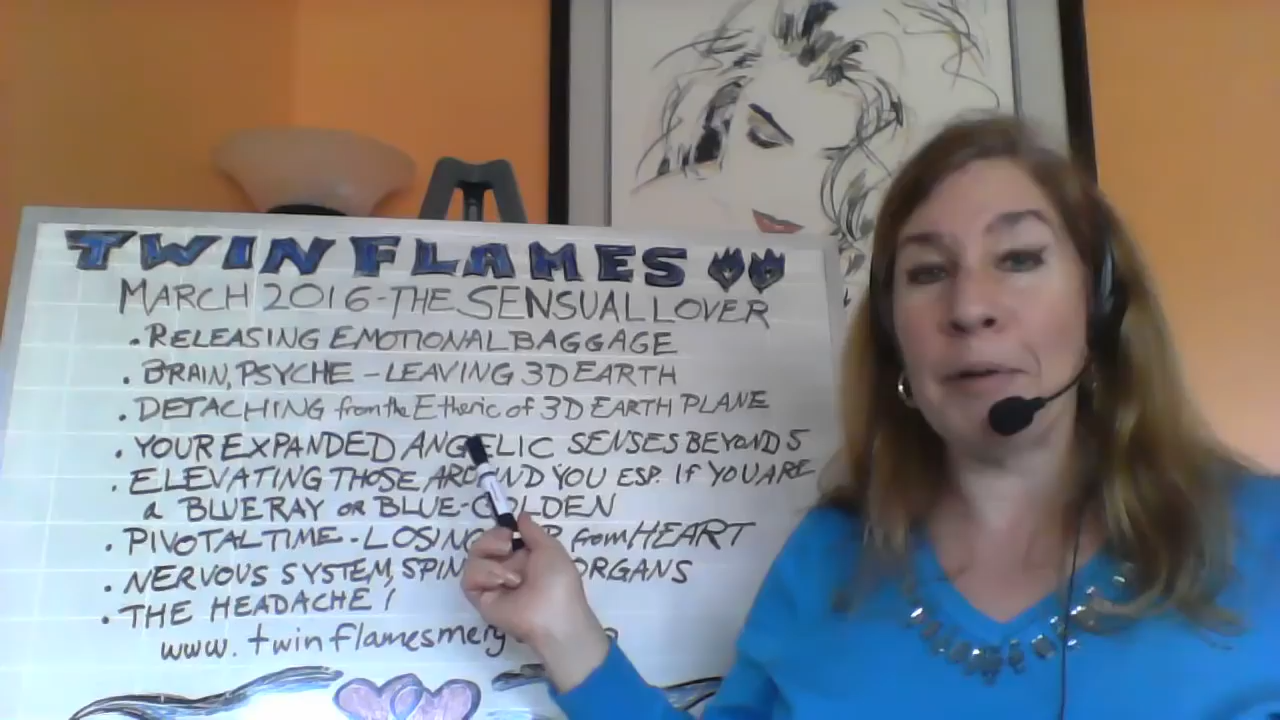 TWIN FLAMES
MARCH 2016-THE SENSUAL LOVER
• RELEASING EMOTIONAL BAGGAGE
• BRAIN, PSYCHE - LEAVING 3D EARTH
• DETACHING from the Etheric of 3D EARTH PLANE
• YOUR EXPANDED ANGELIC SENSES BEYOND 5
• ELEVATING THOSE AROUND YOU ESP. IF YOU ARE
a BLUERAY OR BLUE-GOLDEN
• PIVOTAL TIME - LOSING from HEART
• NERVOUS SYSTEM, ORGANS
• THE HEADACHE!